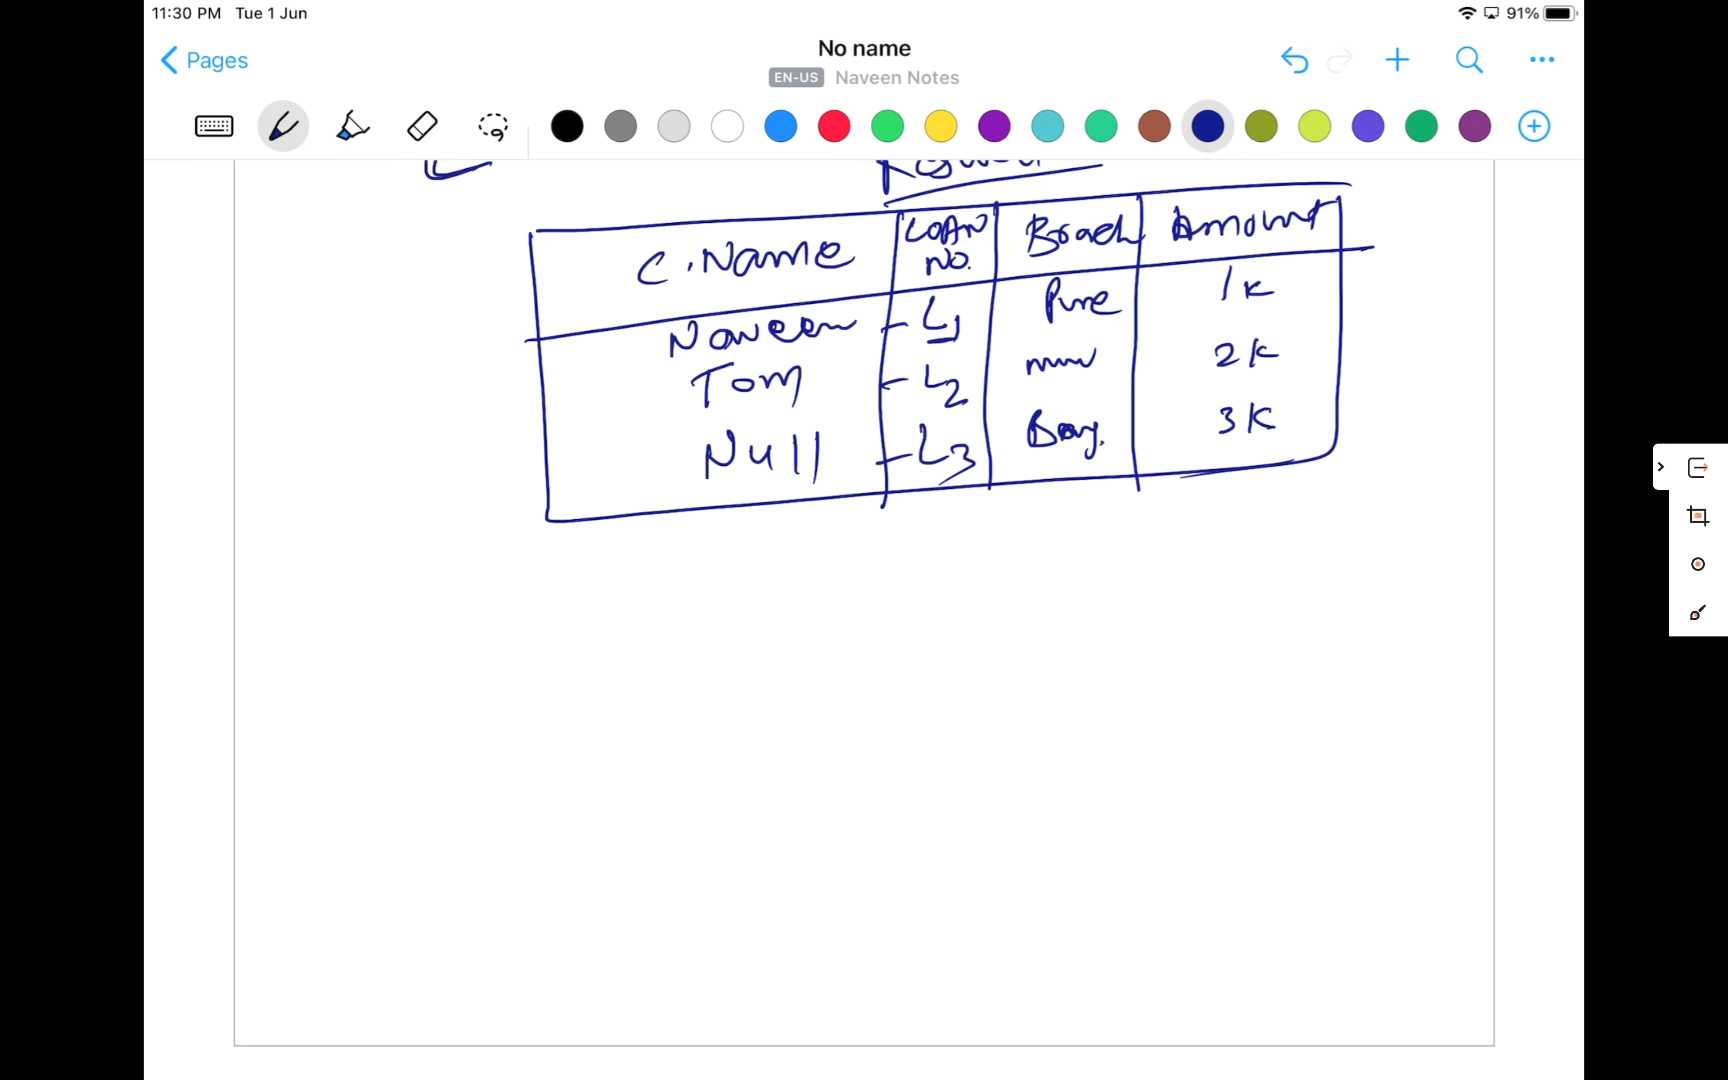 11:30 PM Tue 1 Jun 91%
Pages
No name
EN-US Naveen Notes
C.Name LOAN NO. Amount
Naveen - L1 Pune 1K
Tom - L2 2K
Null - L3 3K